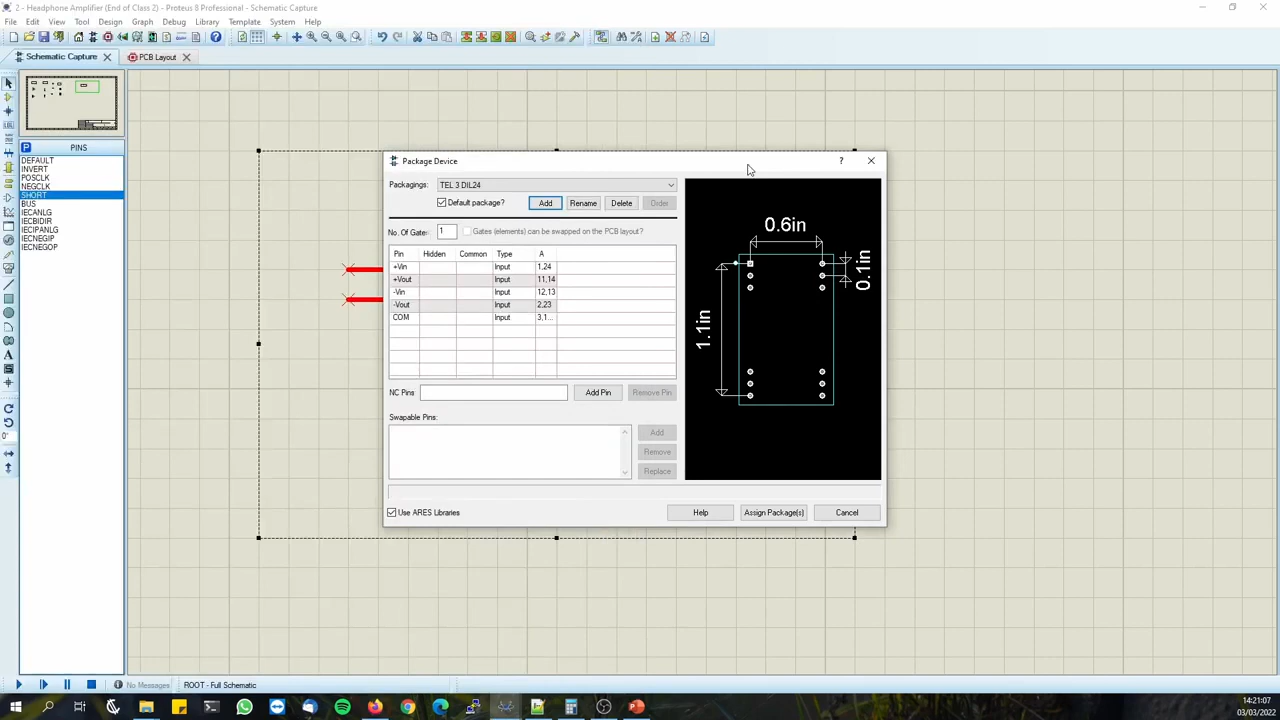 2 - Headphone Amplifier (End of Class 2) - Proteus 8 Professional - Schematic Capture
File Edit View Tool Design Graph Debug Library Template System Help
Schematic Capture
PCB Layout
PINS
DEFAULT
INVERT
POSCLK
NEGCLK
SHORT
BUS
IECANLG
IECBIDIR
IECIPANLG
IECNEGIP
IECNEGOP
Package Device
Packagings: TEL 3 DIL24
Default package? Add Rename Delete Order
No. Of Gates: 1 Gates (elements) can be swapped on the PCB layout?
Pin Hidden Common Type A
+Vin Input 1,24
+Vout Input 11,14
-Vin Input 12,13
-Vout Input 2,23
COM Input 3,1...
NC Pins Add Pin Remove Pin
Swapable Pins:
Add
Remove
Replace
Use ARES Libraries Help Assign Package(s) Cancel
0.6in
0.1in
1.1in
0°
No Messages ROOT - Full Schematic
14:21:07
03/03/2022